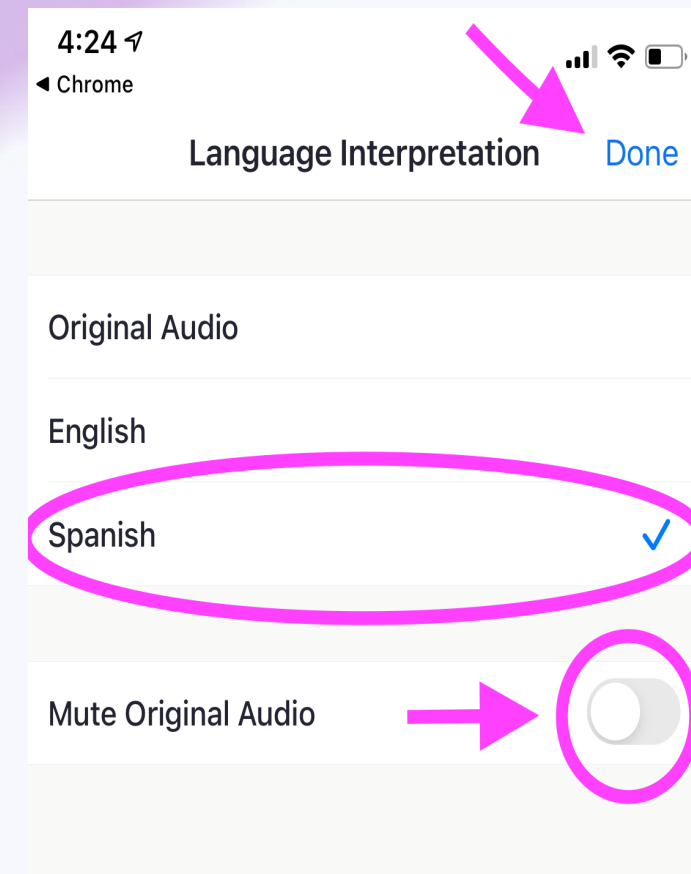 4:24
◀ Chrome
Language Interpretation Done
Original Audio
English
Spanish
Mute Original Audio